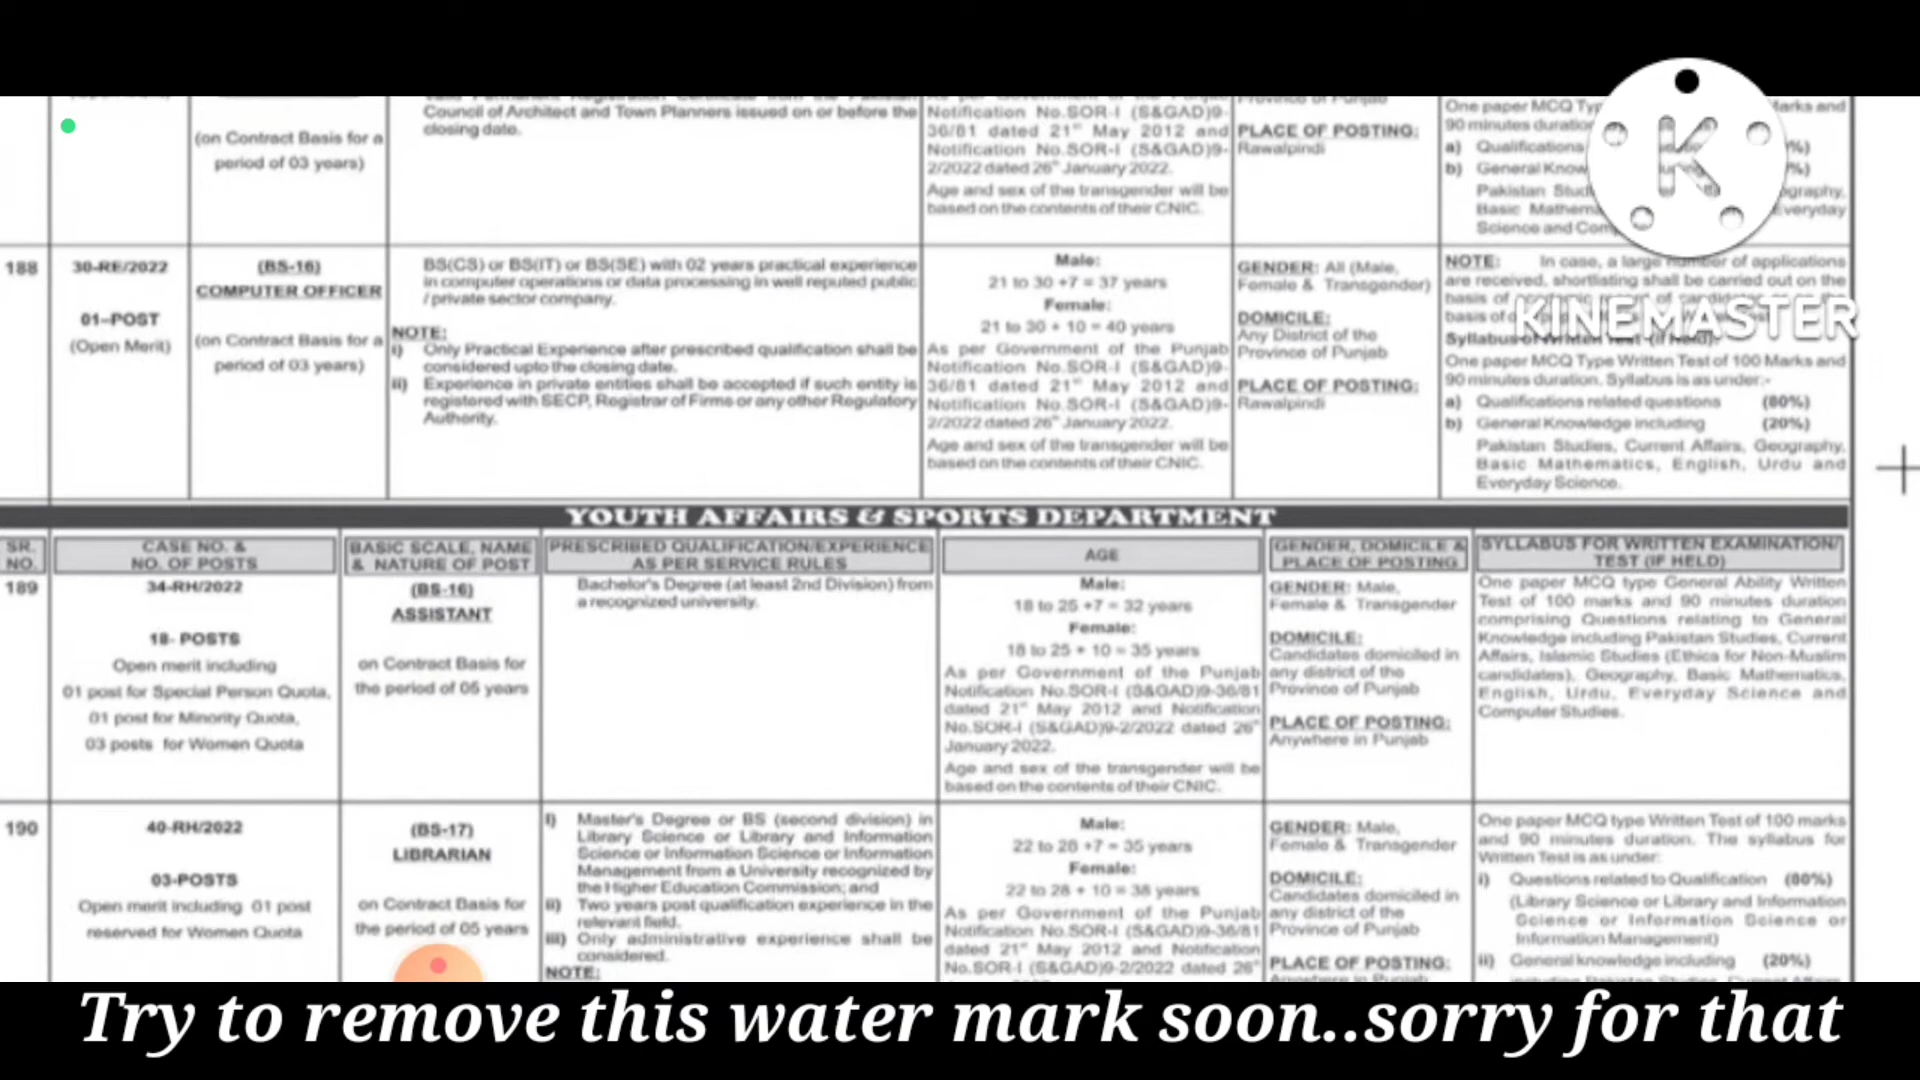 Council of Architect and Town Planners issued on or before the
closing date.
(on Contract Basis for a
period of 03 years)
Notification No.SOR-I (S&GAD)9-
36/81 dated 21st May 2012 and
Notification No.SOR-I (S&GAD)9-
2/2022 dated 26th January 2022.
Age and sex of the transgender will be
based on the contents of their CNIC.
Province of Punjab
PLACE OF POSTING:
Rawalpindi
One paper MCQ Marks and
90 minutes duration
a) Qualifications
b) General
Pakistan
Basic Everyday
Science and
188
30-RE/2022
01–POST
(Open Merit)
(BS-16)
COMPUTER OFFICER
(on Contract Basis for a
period of 03 years)
BS(CS) or BS(IT) or BS(SE) with 02 years practical experience
in computer operations or data processing in well reputed public
/ private sector company.
NOTE:
i) Only Practical Experience after prescribed qualification shall be
considered upto the closing date.
ii) Experience in private entities shall be accepted if such entity is
registered with SECP, Registrar of Firms or any other Regulatory
Authority.
Male:
21 to 30 +7 = 37 years
Female:
21 to 30 + 10 = 40 years
As per Government of the Punjab
Notification No.SOR-I (S&GAD)9-
36/81 dated 21st May 2012 and
Notification No.SOR-I (S&GAD)9-
2/2022 dated 26th January 2022.
Age and sex of the transgender will be
based on the contents of their CNIC.
GENDER: All (Male,
Female & Transgender)
DOMICILE:
Any District of the
Province of Punjab
PLACE OF POSTING:
Rawalpindi
NOTE: In case, a large number of applications
are received, shortlisting shall be carried out on the
basis of
basis of
Syllabus of Written Test (if held):
One paper MCQ Type Written Test of 100 Marks and
90 minutes duration. Syllabus is as under:-
a) Qualifications related questions (80%)
b) General Knowledge including (20%)
Pakistan Studies, Current Affairs, Geography,
Basic Mathematics, English, Urdu and
Everyday Science.
KINEMASTER
YOUTH AFFAIRS & SPORTS DEPARTMENT
SR.
NO.
CASE NO. &
NO. OF POSTS
BASIC SCALE, NAME
& NATURE OF POST
PRESCRIBED QUALIFICATION/EXPERIENCE
AS PER SERVICE RULES
AGE
GENDER, DOMICILE &
PLACE OF POSTING
SYLLABUS FOR WRITTEN EXAMINATION/
TEST (IF HELD)
189
34-RH/2022
18- POSTS
Open merit including
01 post for Special Person Quota,
01 post for Minority Quota,
03 posts for Women Quota
(BS-16)
ASSISTANT
on Contract Basis for
the period of 05 years
Bachelor's Degree (at least 2nd Division) from
a recognized university.
Male:
18 to 25 +7 = 32 years
Female:
18 to 25 + 10 = 35 years
As per Government of the Punjab
Notification No.SOR-I (S&GAD)9-36/81
dated 21st May 2012 and Notification
No.SOR-I (S&GAD)9-2/2022 dated 26th
January 2022.
Age and sex of the transgender will be
based on the contents of their CNIC.
GENDER: Male,
Female & Transgender
DOMICILE:
Candidates domiciled in
any district of the
Province of Punjab
PLACE OF POSTING:
Anywhere in Punjab
One paper MCQ type General Ability Written
Test of 100 marks and 90 minutes duration
comprising Questions relating to General
Knowledge including Pakistan Studies, Current
Affairs, Islamic Studies (Ethics for Non-Muslim
candidates), Geography, Basic Mathematics,
English, Urdu, Everyday Science and
Computer Studies.
190
40-RH/2022
03-POSTS
Open merit including 01 post
reserved for Women Quota
(BS-17)
LIBRARIAN
on Contract Basis for
the period of 05 years
i) Master's Degree or BS (second division) in
Library Science or Library and Information
Science or Information Science or Information
Management from a University recognized by
the Higher Education Commission; and
ii) Two years post qualification experience in the
relevant field.
iii) Only administrative experience shall be
considered.
NOTE:
Male:
22 to 28 +7 = 35 years
Female:
22 to 28 + 10 = 38 years
As per Government of the Punjab
Notification No.SOR-I (S&GAD)9-36/81
dated 21st May 2012 and Notification
No.SOR-I (S&GAD)9-2/2022 dated 26th
GENDER: Male,
Female & Transgender
DOMICILE:
Candidates domiciled in
any district of the
Province of Punjab
PLACE OF POSTING:
One paper MCQ type Written Test of 100 marks
and 90 minutes duration. The syllabus for
Written Test is as under:
i) Questions related to Qualification (80%)
(Library Science or Library and Information
Science or Information Science or
Information Management)
ii) General knowledge including (20%)
Try to remove this water mark soon..sorry for that